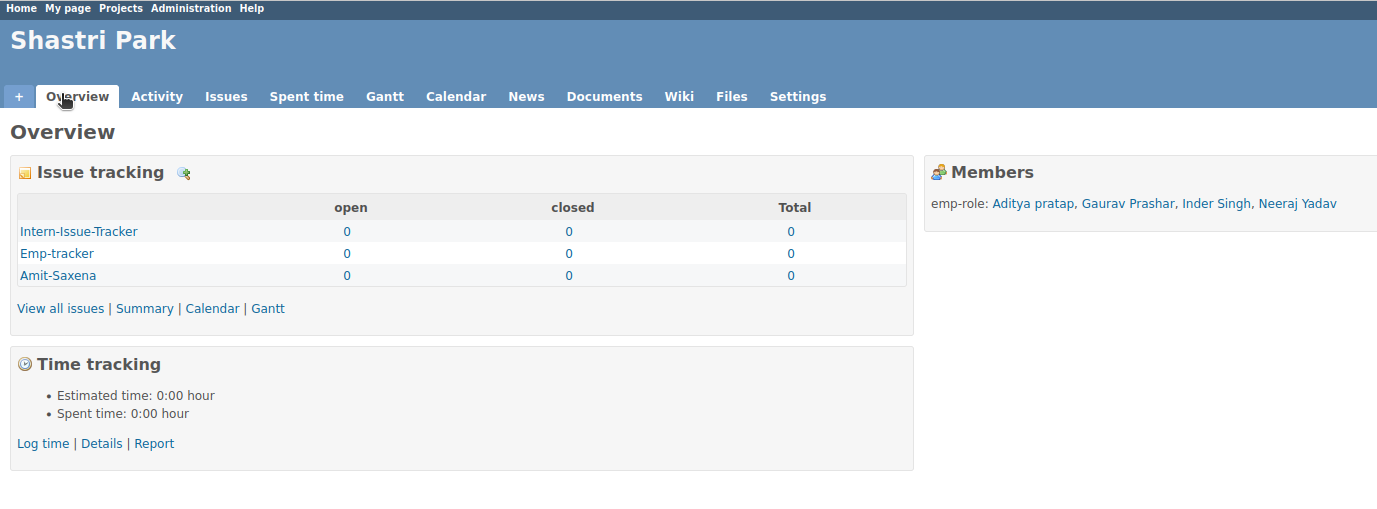 Home My page Projects Administration Help
Shastri Park
+ Overview Activity Issues Spent time Gantt Calendar News Documents Wiki Files Settings
Overview
Issue tracking
open closed Total
Intern-Issue-Tracker 0 0 0
Emp-tracker 0 0 0
Amit-Saxena 0 0 0
View all issues | Summary | Calendar | Gantt
Time tracking
• Estimated time: 0:00 hour
• Spent time: 0:00 hour
Log time | Details | Report
Members
emp-role: Aditya pratap, Gaurav Prashar, Inder Singh, Neeraj Yadav